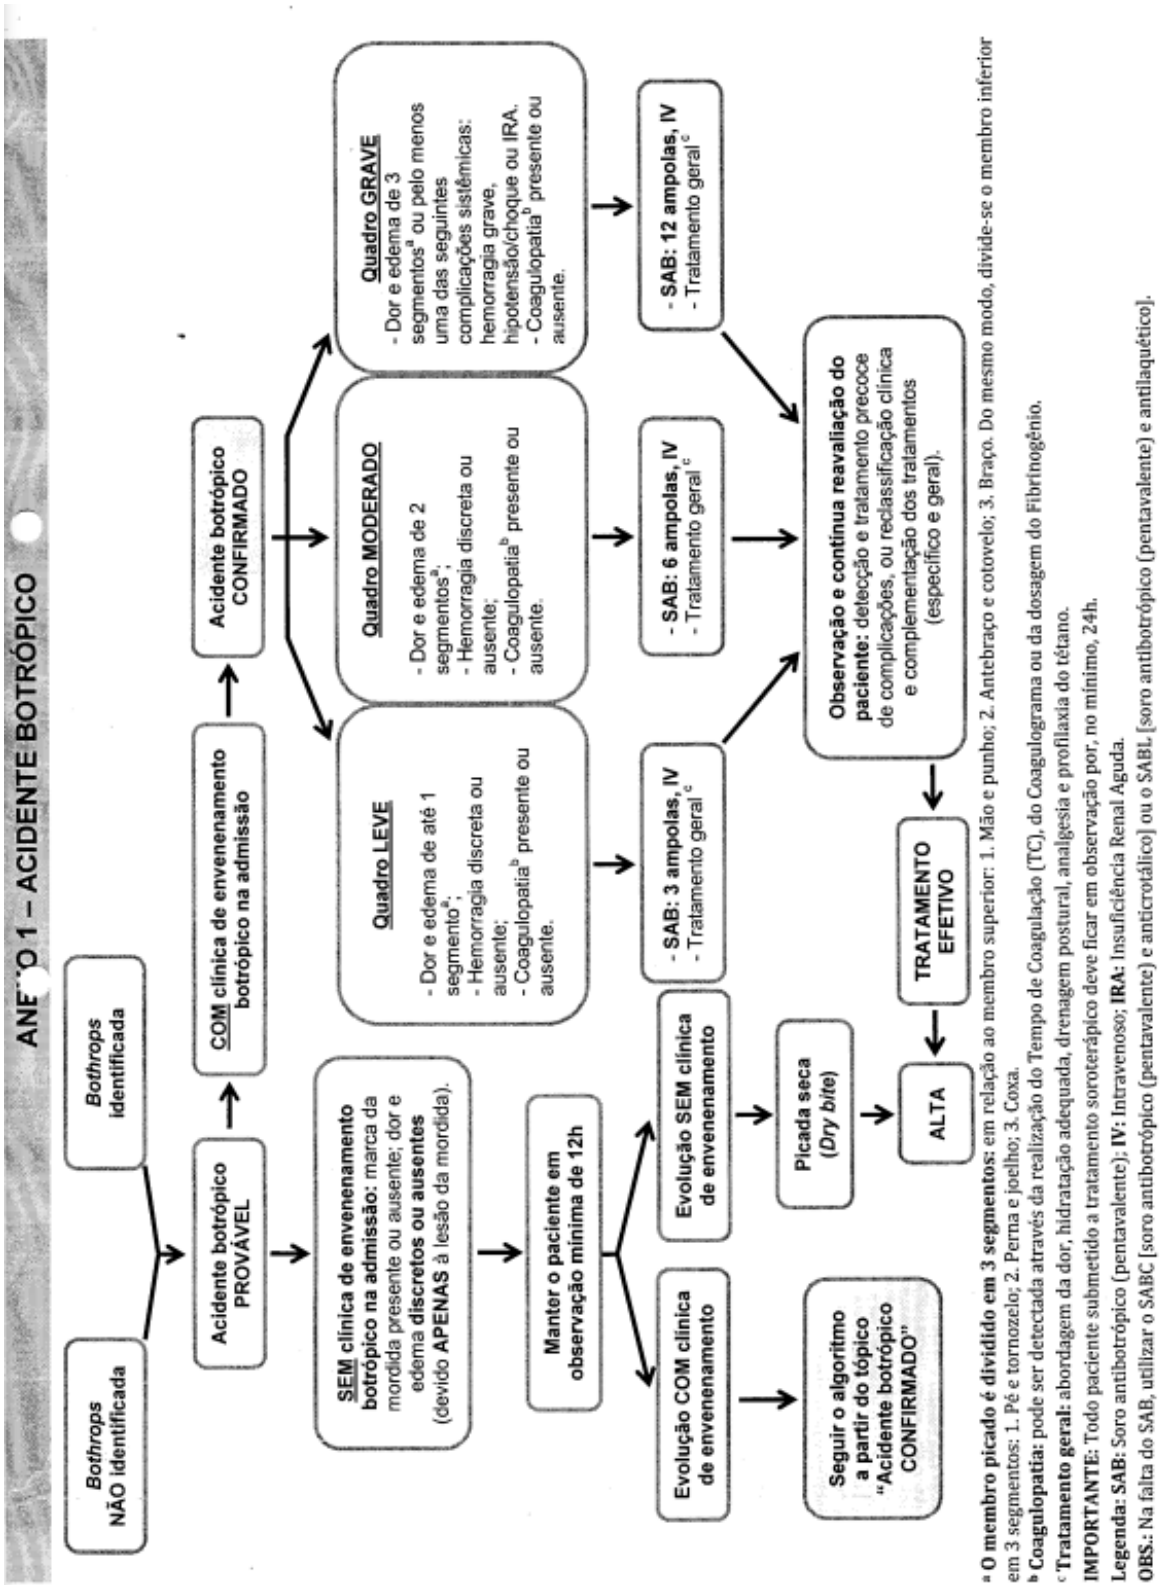 ANEXO 1 – ACIDENTE BOTRÓPICO
Bothrops
NÃO identificada
Bothrops
identificada
Acidente botrópico
PROVÁVEL
COM clínica de envenenamento
botrópico na admissão
Acidente botrópico
CONFIRMADO
SEM clínica de envenenamento
botrópico na admissão: marca da
mordida presente ou ausente; dor e
edema discretos ou ausentes
(devido APENAS à lesão da mordida).
Quadro LEVE
- Dor e edema de até 1
segmentoª;
- Hemorragia discreta ou
ausente;
- Coagulopatiaᵇ presente ou
ausente.
Quadro MODERADO
- Dor e edema de 2
segmentosª;
- Hemorragia discreta ou
ausente;
- Coagulopatiaᵇ presente ou
ausente.
Quadro GRAVE
- Dor e edema de 3
segmentosª ou pelo menos
uma das seguintes
complicações sistêmicas:
hemorragia grave,
hipotensão/choque ou IRA.
- Coagulopatiaᵇ presente ou
ausente.
Manter o paciente em
observação mínima de 12h
- SAB: 3 ampolas, IV
- Tratamento geral ᶜ
- SAB: 6 ampolas, IV
- Tratamento geral ᶜ
- SAB: 12 ampolas, IV
- Tratamento geral ᶜ
Evolução COM clínica
de envenenamento
Evolução SEM clínica
de envenenamento
Seguir o algoritmo
a partir do tópico
“Acidente botrópico
CONFIRMADO”
Picada seca
(Dry bite)
Observação e continua reavaliação do
paciente: detecção e tratamento precoce
de complicações, ou reclassificação clínica
e complementação dos tratamentos
(específico e geral).
ALTA
TRATAMENTO
EFETIVO
ª O membro picado é dividido em 3 segmentos: em relação ao membro superior: 1. Mão e punho; 2. Antebraço e cotovelo; 3. Braço. Do mesmo modo, divide-se o membro inferior
em 3 segmentos: 1. Pé e tornozelo; 2. Perna e joelho; 3. Coxa.
ᵇ Coagulopatia: pode ser detectada através da realização do Tempo de Coagulação (TC), do Coagulograma ou da dosagem do Fibrinogênio.
ᶜ Tratamento geral: abordagem da dor, hidratação adequada, drenagem postural, analgesia e profilaxia do tétano.
IMPORTANTE: Todo paciente submetido a tratamento soroterápico deve ficar em observação por, no mínimo, 24h.
Legenda: SAB: Soro antibotrópico (pentavalente); IV: Intravenoso; IRA: Insuficiência Renal Aguda.
OBS.: Na falta do SAB, utilizar o SABC [soro antibotrópico (pentavalente) e anticrotálico] ou o SABL [soro antibotrópico (pentavalente) e antilaquético].